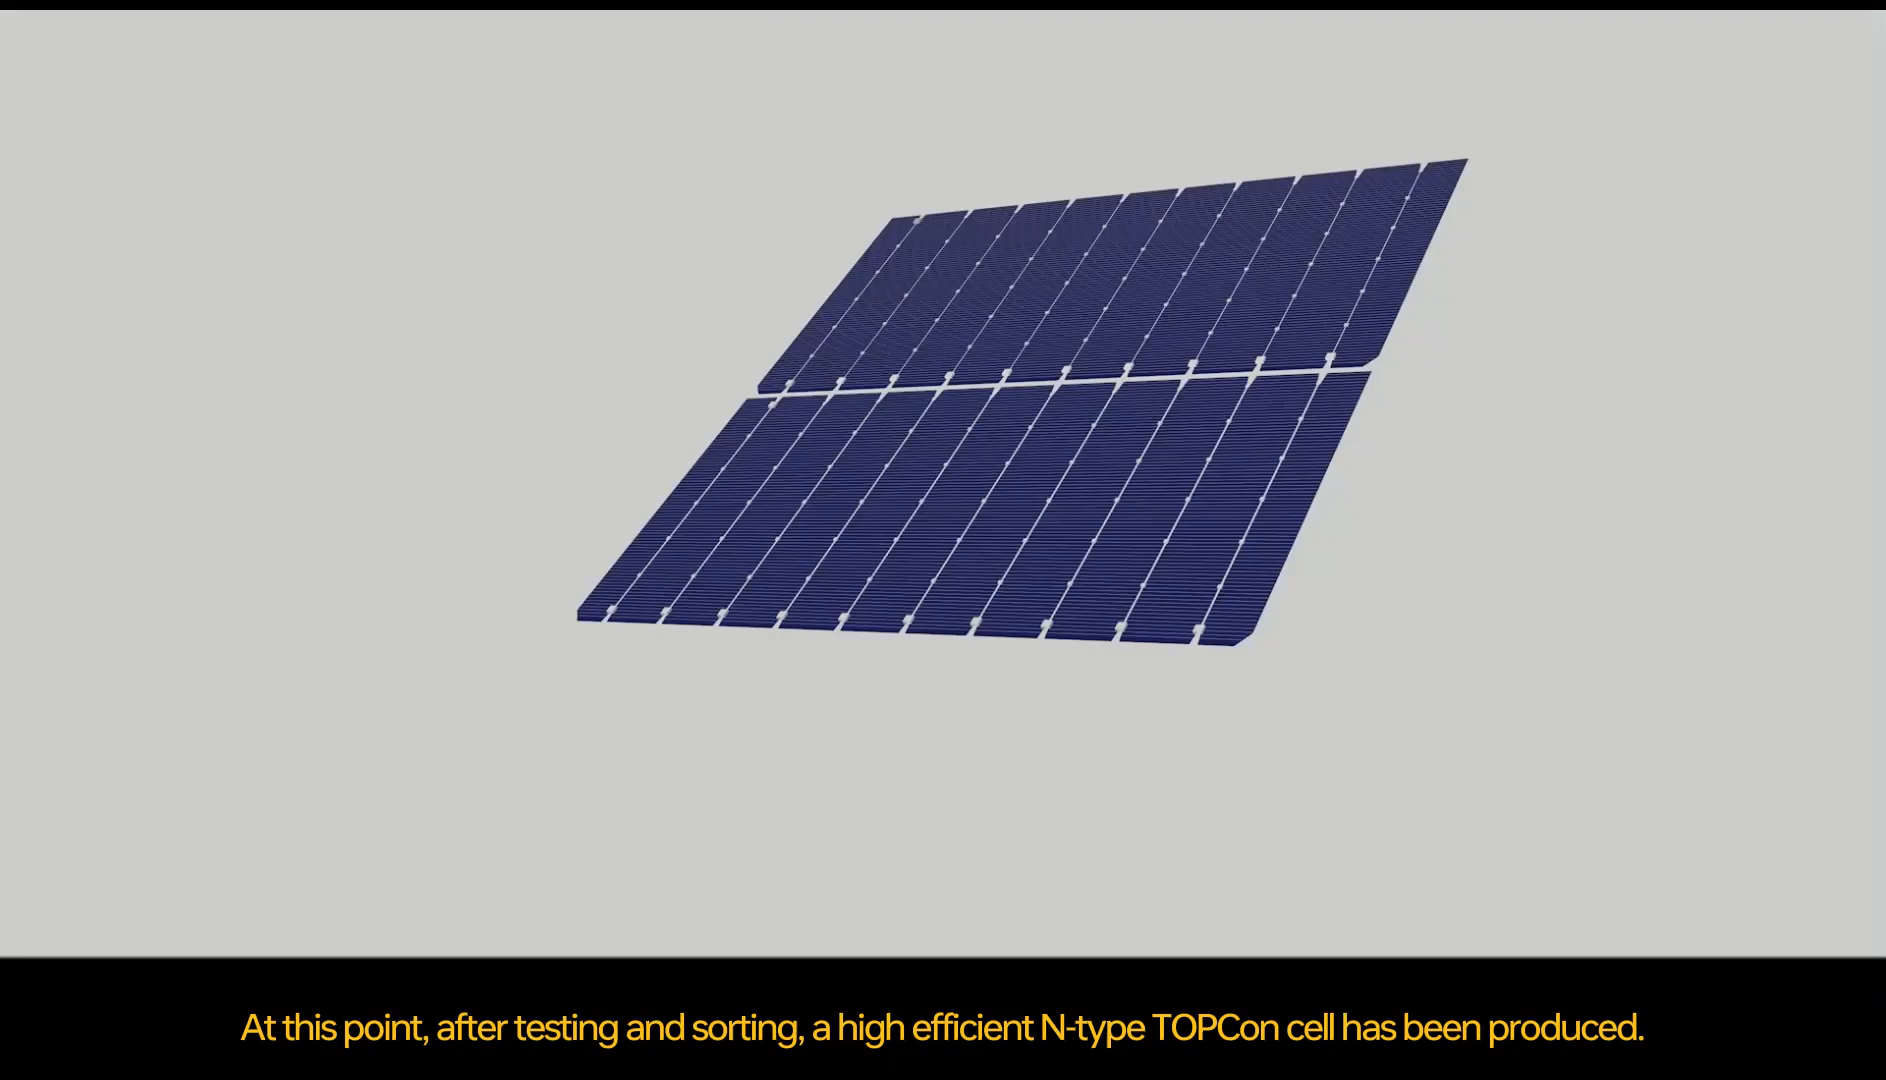 At this point, after testing and sorting, a high efficient N-type TOPCon cell has been produced.